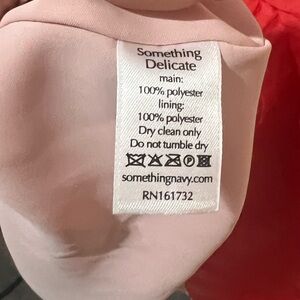 Something
Delicate
main:
100% polyester
lining:
100% polyester
Dry clean only
Do not tumble dry
somethingnavy.com
RN161732